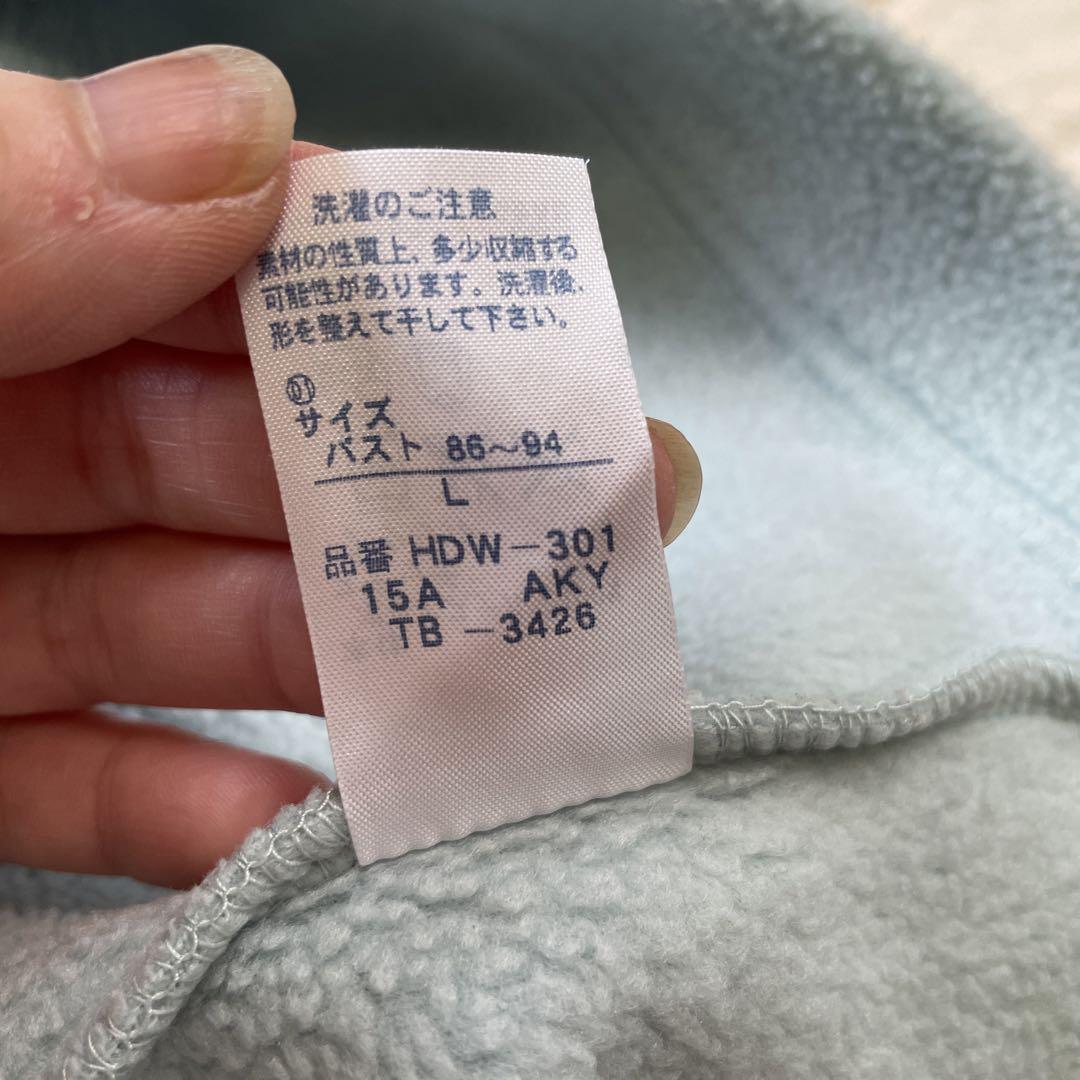 洗濯のご注意
素材の性質上、多少収縮する
可能性があります。洗濯後、
形を整えて干して下さい。
01
サイズ
バスト 86〜94
L
品番 HDW-301
15A AKY
TB -3426